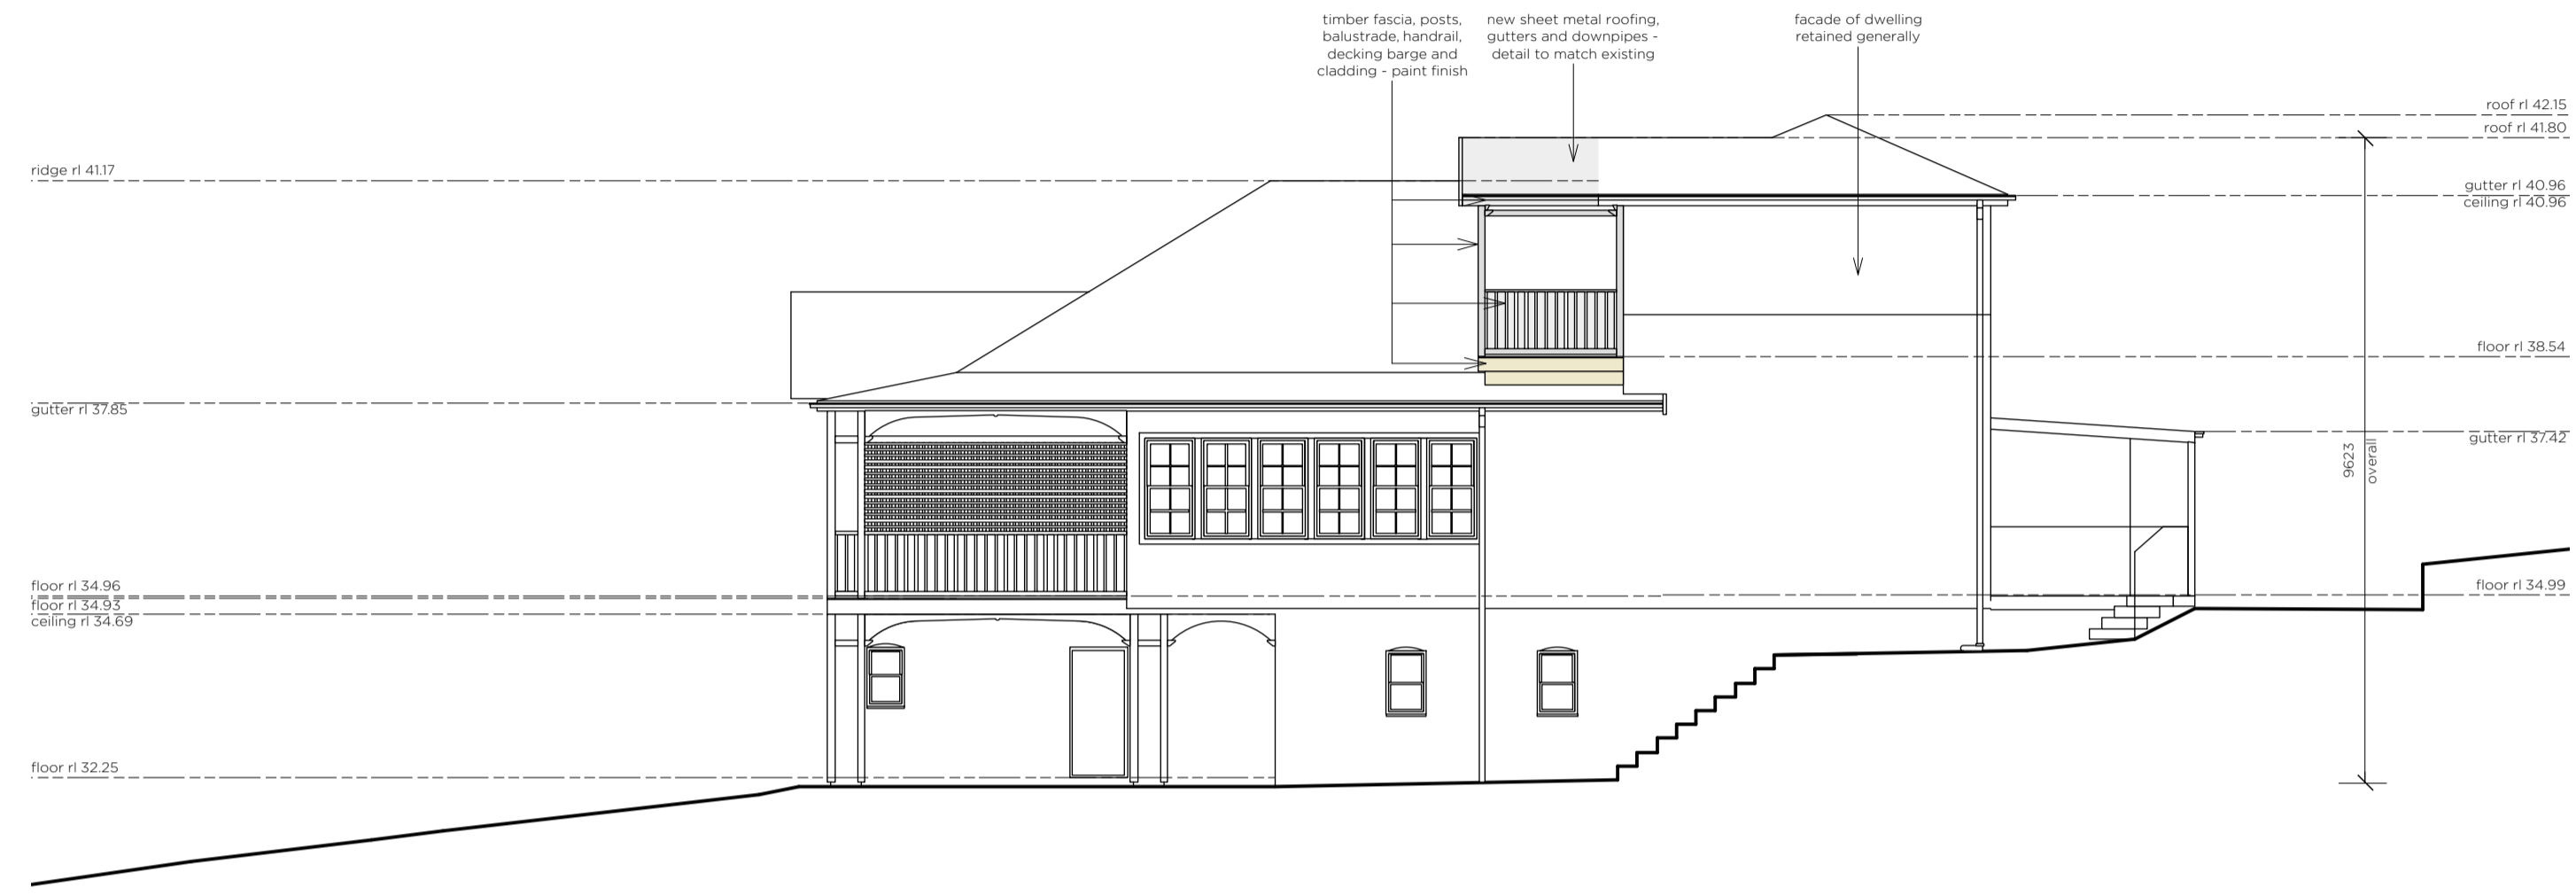 timber fascia, posts,
balustrade, handrail,
decking barge and
cladding - paint finish
new sheet metal roofing,
gutters and downpipes -
detail to match existing
facade of dwelling
retained generally
roof rl 42.15
roof rl 41.80
ridge rl 41.17
gutter rl 40.96
ceiling rl 40.96
floor rl 38.54
gutter rl 37.85
gutter rl 37.42
9623
overall
floor rl 34.96
floor rl 34.93
ceiling rl 34.69
floor rl 34.99
floor rl 32.25